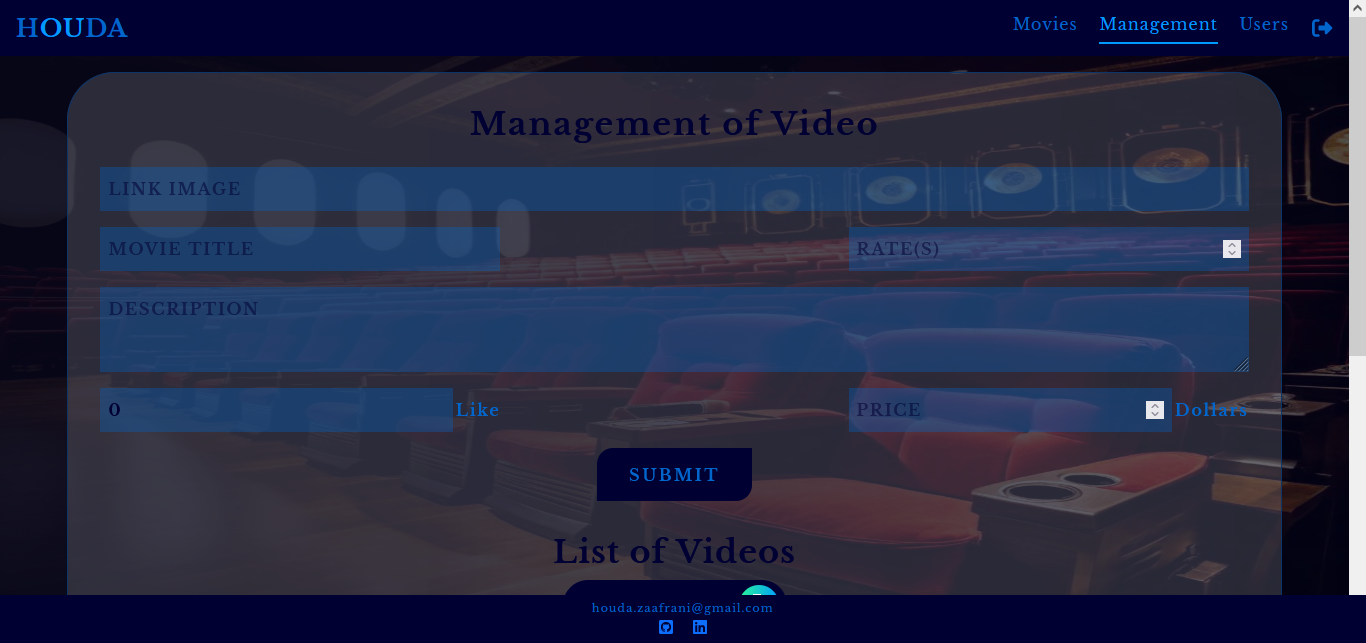 HOUDA
Movies Management Users
Management of Video
LINK IMAGE
MOVIE TITLE RATE(S)
DESCRIPTION
0 Like PRICE Dollars
SUBMIT
List of Videos
houda.zaafrani@gmail.com